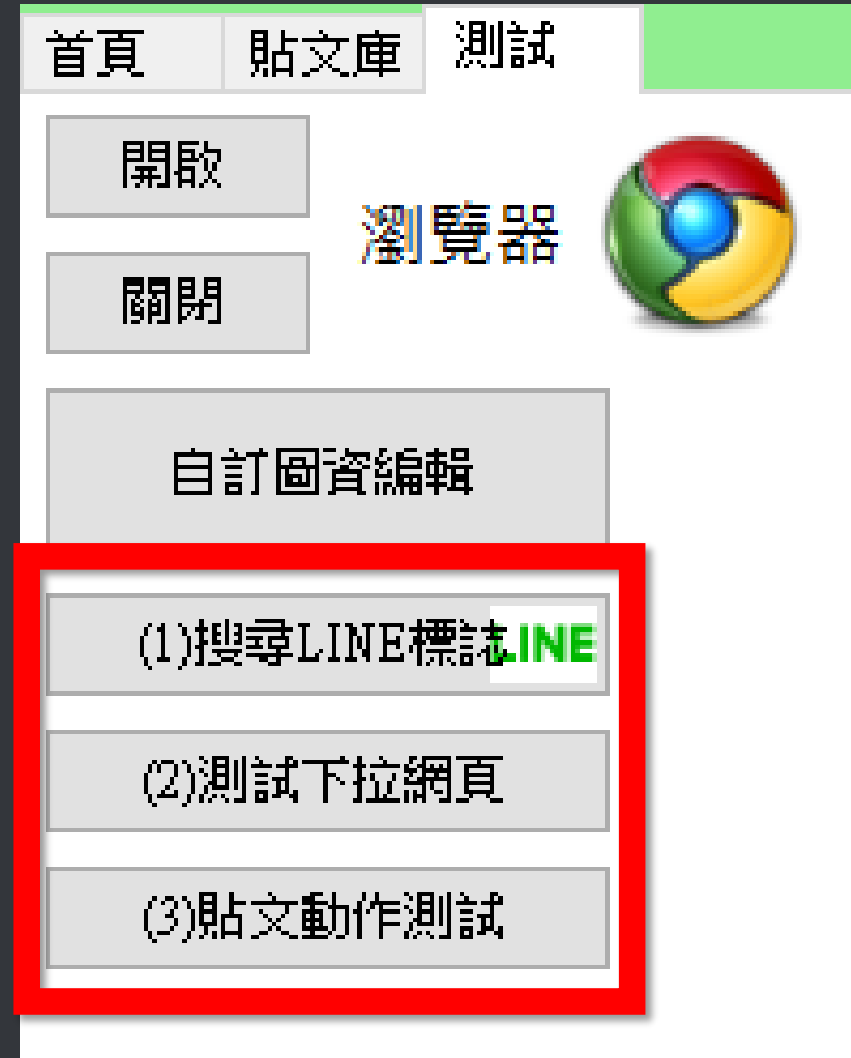 首頁 貼文庫 測試
開啟
瀏覽器
關閉
自訂圖資編輯
(1)搜尋LINE標誌 LINE
(2)測試下拉網頁
(3)貼文動作測試